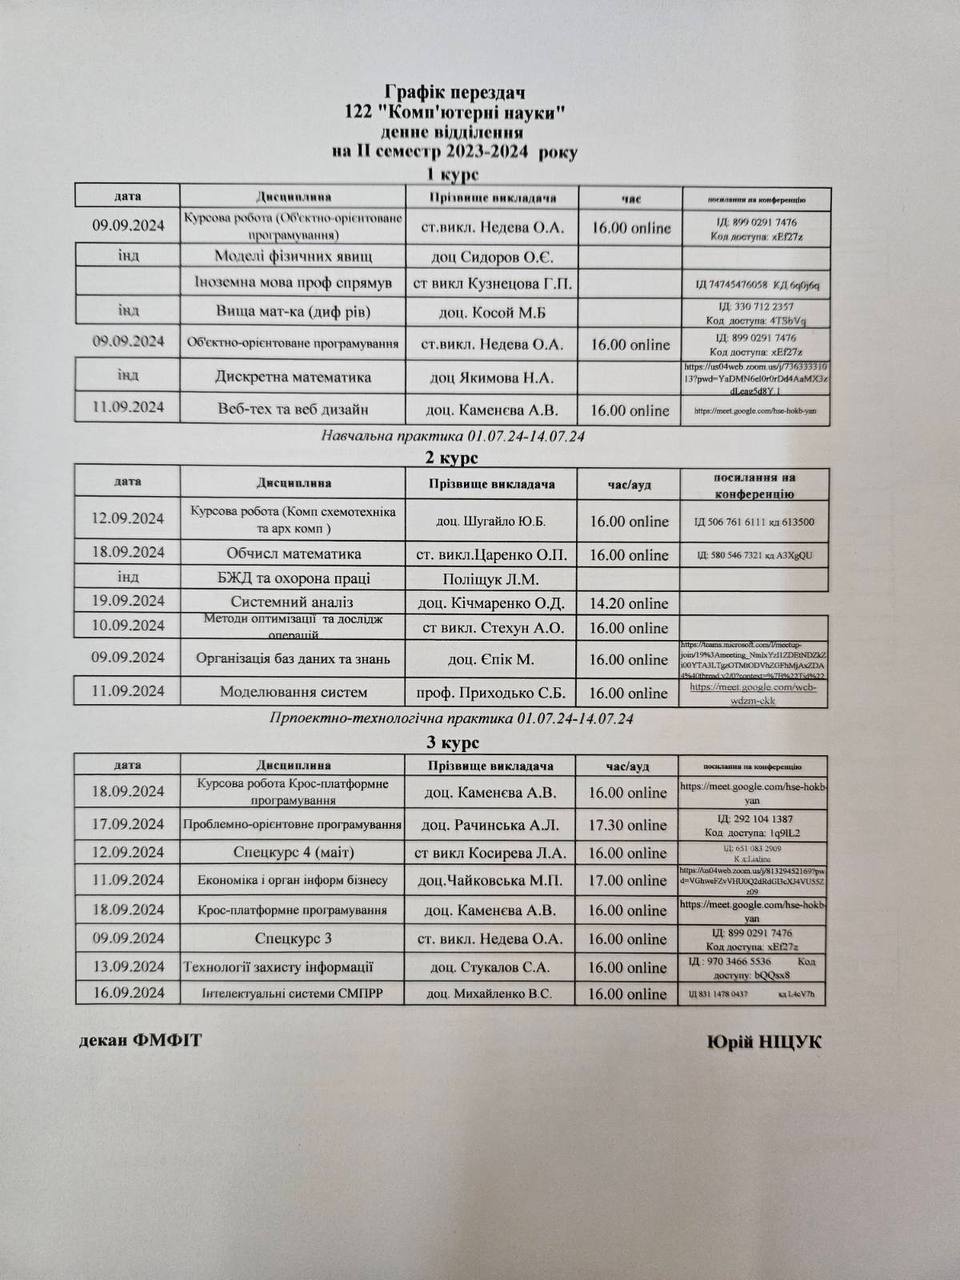 Графік перездач
122 "Комп'ютерні науки"
денне відділення
на II семестр 2023-2024 року
1 курс
дата Дисциплина Прізвище викладача час посилання на конференцію
09.09.2024 Курсова робота (Об'єктно-орієнтоване програмування) ст.викл. Недева О.А. 16.00 online ІД: 899 0291 7476 Код доступа: xEf27z
інд Моделі фізичних явищ доц Сидоров О.Є.
Іноземна мова проф спрямув ст викл Кузнецова Г.П. ІД 74745476058 КД 6q0j6q
інд Вища мат-ка (диф рів) доц. Косой М.Б ІД: 330 712 2357 Код доступа: 4TSbVq
09.09.2024 Об'єктно-орієнтоване програмування ст.викл. Недева О.А. 16.00 online ІД: 899 0291 7476 Код доступа: xEf27z
інд Дискретна математика доц Якимова Н.А. https://us04web.zoom.us/j/73633331013?pwd=YaDMN6el0r0rDd4AaMX3z
11.09.2024 Веб-тех та веб дизайн доц. Каменєва А.В. 16.00 online https://meet.google.com/hse-hokb-yan
Навчальна практика 01.07.24-14.07.24
2 курс
дата Дисциплина Прізвище викладача час/ауд посилання на конференцію
12.09.2024 Курсова робота (Комп схемотехніка та арх комп ) доц. Шугайло Ю.Б. 16.00 online ІД 506 761 6111 кд 613500
18.09.2024 Обчисл математика ст. викл.Царенко О.П. 16.00 online ІД: 580 546 7321 кд A3XgQU
інд БЖД та охорона праці Поліщук Л.М.
19.09.2024 Системний аналіз доц. Кічмаренко О.Д. 14.20 online
10.09.2024 Методи оптимізації та дослідж операцій ст викл. Стехун А.О. 16.00 online
09.09.2024 Організація баз даних та знань доц. Єпік М. 16.00 online https://teams.microsoft.com/l/meetup-join/19%3Ameeting_
11.09.2024 Моделювання систем проф. Приходько С.Б. 16.00 online https://meet.google.com/wcb-wdzm-ckk
Прпоектно-технологічна практика 01.07.24-14.07.24
3 курс
дата Дисциплина Прізвище викладача час/ауд посилання на конференцію
18.09.2024 Курсова робота Крос-платформне програмування доц. Каменєва А.В. 16.00 online https://meet.google.com/hse-hokb-yan
17.09.2024 Проблемно-орієнтовне програмування доц. Рачинська А.Л. 17.30 online ІД: 292 104 1387 Код доступа: 1q9lL2
12.09.2024 Спецкурс 4 (маіт) ст викл Косирева Л.А. 16.00 online ІД: 651 083 2909
11.09.2024 Економіка і орган інформ бізнесу доц.Чайковська М.П. 17.00 online https://us04web.zoom.us/j/81329452169?pwd=
18.09.2024 Крос-платформне програмування доц. Каменєва А.В. 16.00 online https://meet.google.com/hse-hokb-yan
09.09.2024 Спецкурс 3 ст. викл. Недева О.А. 16.00 online ІД: 899 0291 7476 Код доступа: xEf27z
13.09.2024 Технології захисту інформації доц. Стукалов С.А. 16.00 online ІД : 970 3466 5536 Код доступу: bQQsx8
16.09.2024 Інтелектуальні системи СМПРР доц. Михайленко В.С. 16.00 online ІД 831 1478 0437 кд L4cV7h
декан ФМФІТ Юрій НІЦУК